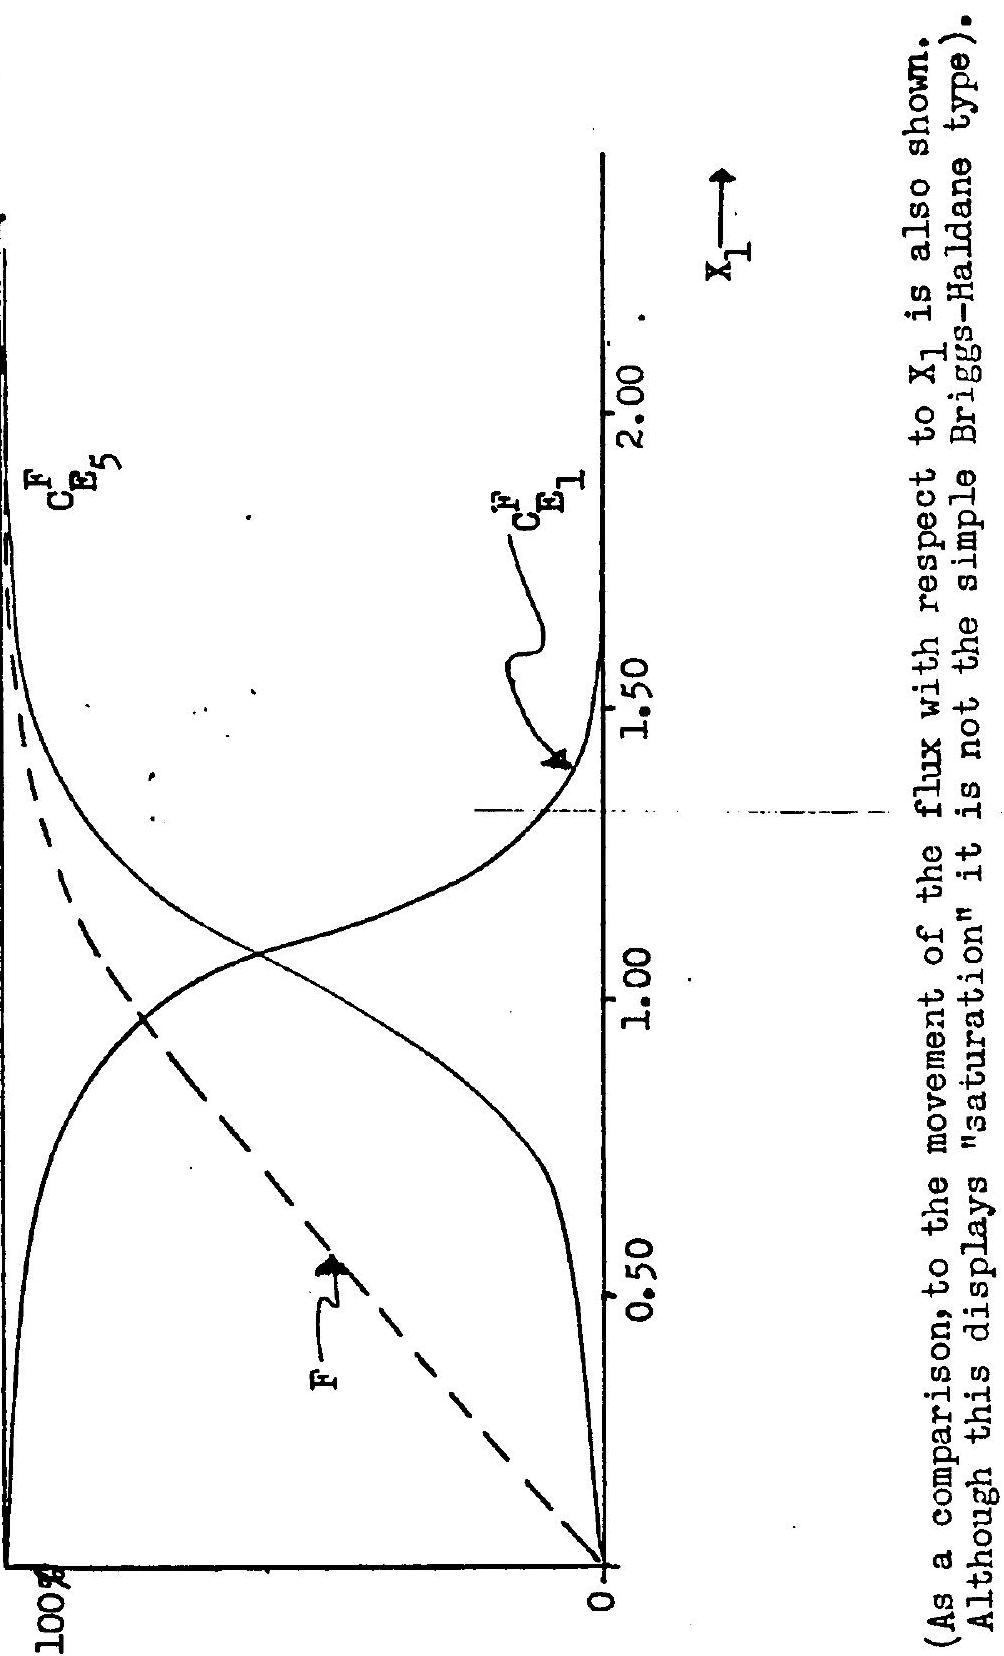 100%
C^F_E5
C^F_E1
F
0
0.50
1.00
1.50
2.00
X1
(As a comparison, to the movement of the flux with respect to X1 is also shown.
Although this displays "saturation" it is not the simple Briggs-Haldane type).